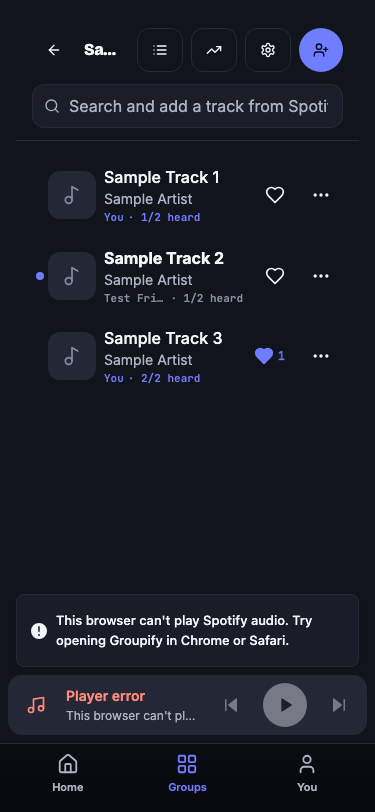 Sa...
Search and add a track from Spoti
Sample Track 1
Sample Artist
You · 1/2 heard
Sample Track 2
Sample Artist
Test Fri… · 1/2 heard
Sample Track 3
Sample Artist
You · 2/2 heard
1
This browser can't play Spotify audio. Try
opening Groupify in Chrome or Safari.
Player error
This browser can't pl...
Home
Groups
You